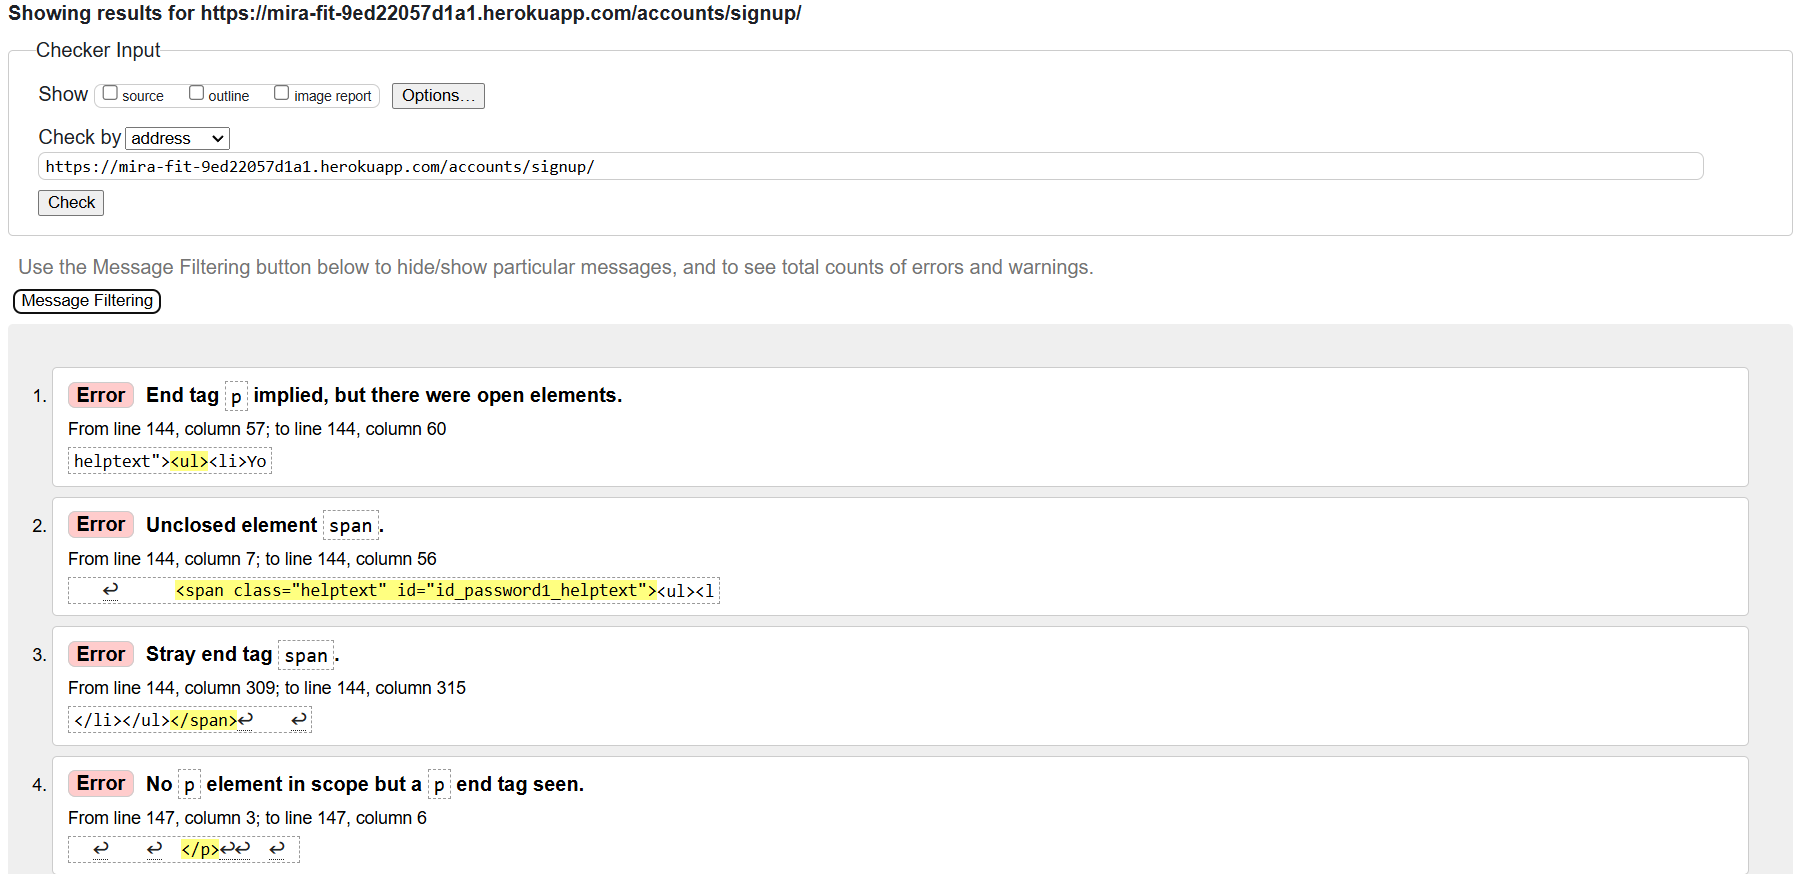 Showing results for https://mira-fit-9ed22057d1a1.herokuapp.com/accounts/signup/
Checker Input
Show source outline image report Options...
Check by address
https://mira-fit-9ed22057d1a1.herokuapp.com/accounts/signup/
Check
Use the Message Filtering button below to hide/show particular messages, and to see total counts of errors and warnings.
Message Filtering
1. Error End tag p implied, but there were open elements.
From line 144, column 57; to line 144, column 60
helptext"><ul><li>Yo
2. Error Unclosed element span.
From line 144, column 7; to line 144, column 56
↩ <span class="helptext" id="id_password1_helptext"><ul><l
3. Error Stray end tag span.
From line 144, column 309; to line 144, column 315
</li></ul></span>↩ ↩
4. Error No p element in scope but a p end tag seen.
From line 147, column 3; to line 147, column 6
↩ ↩ </p>↩↩ ↩